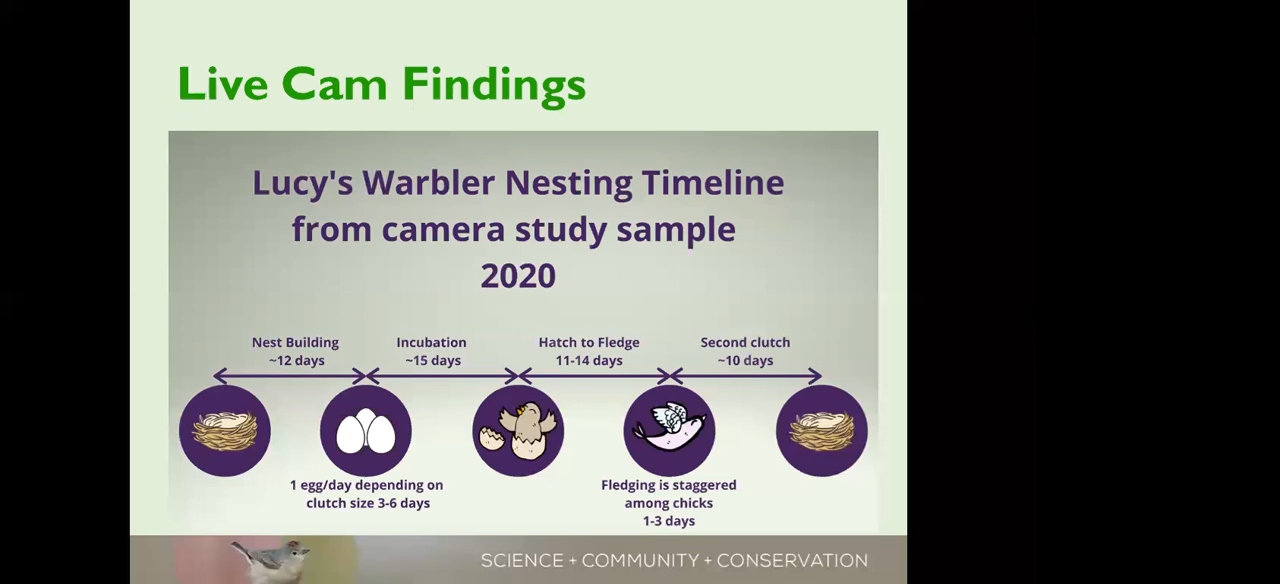 Live Cam Findings
Lucy's Warbler Nesting Timeline
from camera study sample
2020
Nest Building
~12 days
Incubation
~15 days
Hatch to Fledge
11-14 days
Second clutch
~10 days
1 egg/day depending on
clutch size 3-6 days
Fledging is staggered
among chicks
1-3 days
SCIENCE + COMMUNITY + CONSERVATION